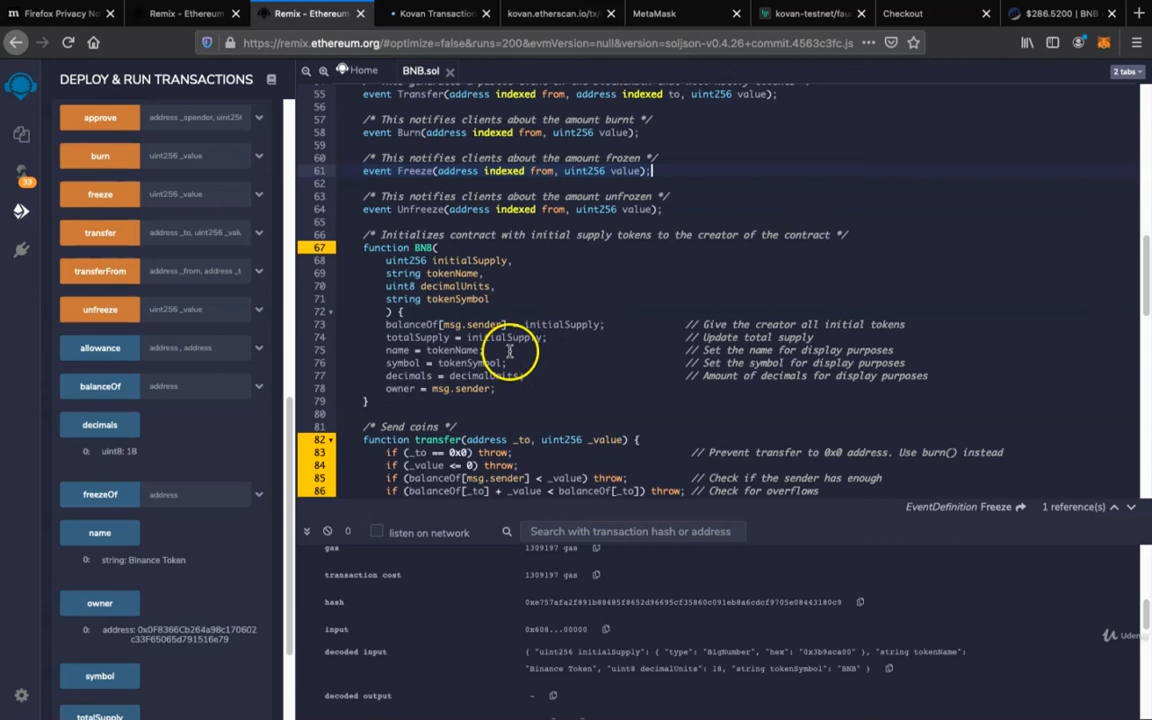 Firefox Privacy No
Remix - Ethereum
Remix - Ethereum
Kovan Transaction
kovan.etherscan.io/tx/
MetaMask
kovan-testnet/fau
Checkout
$286.5200 | BNB
https://remix.ethereum.org/#optimize=false&runs=200&evmVersion=null&version=soljson-v0.4.26+commit.4563c3fc.js
DEPLOY & RUN TRANSACTIONS
Home
BNB.sol
2 tabs
approve
address _spender, uint256
burn
uint256 _value
33
freeze
uint256 _value
transfer
address _to, uint256 _valu
transferFrom
address _from, address _t
unfreeze
uint256 _value
allowance
address , address
balanceOf
address
decimals
0: uint8: 18
freezeOf
address
name
0: string: Binance Token
owner
0: address: 0x0F8366Cb264a98c170602
c33F65065d791516e79
symbol
totalSupply
55 event Transfer(address indexed from, address indexed to, uint256 value);
56
57 /* This notifies clients about the amount burnt */
58 event Burn(address indexed from, uint256 value);
59
60 /* This notifies clients about the amount frozen */
61 event Freeze(address indexed from, uint256 value);
62
63 /* This notifies clients about the amount unfrozen */
64 event Unfreeze(address indexed from, uint256 value);
65
66 /* Initializes contract with initial supply tokens to the creator of the contract */
67 function BNB(
68 uint256 initialSupply,
69 string tokenName,
70 uint8 decimalUnits,
71 string tokenSymbol
72 ) {
73 balanceOf[msg.sender] = initialSupply; // Give the creator all initial tokens
74 totalSupply = initialSupply; // Update total supply
75 name = tokenName; // Set the name for display purposes
76 symbol = tokenSymbol; // Set the symbol for display purposes
77 decimals = decimalUnits; // Amount of decimals for display purposes
78 owner = msg.sender;
79 }
80
81 /* Send coins */
82 function transfer(address _to, uint256 _value) {
83 if (_to == 0x0) throw; // Prevent transfer to 0x0 address. Use burn() instead
84 if (_value <= 0) throw;
85 if (balanceOf[msg.sender] < _value) throw; // Check if the sender has enough
86 if (balanceOf[_to] + _value < balanceOf[_to]) throw; // Check for overflows
EventDefinition Freeze 1 reference(s)
0 listen on network
Search with transaction hash or address
gas 1309197 gas
transaction cost 1309197 gas
hash 0xe757afa2f891b88485f8652d96695cf35860c091eb8a6cdcf9705e08443180c9
input 0x608...00000
decoded input { "uint256 initialSupply": { "type": "BigNumber", "hex": "0x3b9aca00" }, "string tokenName":
"Binance Token", "uint8 decimalUnits": 18, "string tokenSymbol": "BNB" }
decoded output -
Udemy